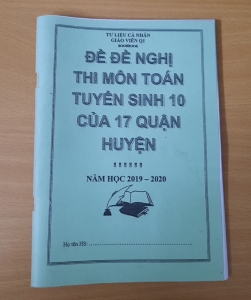 TƯ LIỆU CÁ NHÂN
GIÁO VIÊN Q1
ĐỀ ĐỀ NGHỊ
THI MÔN TOÁN
TUYỂN SINH 10
CỦA 17 QUẬN
HUYỆN
NĂM HỌC 2019 – 2020
Họ tên HS: